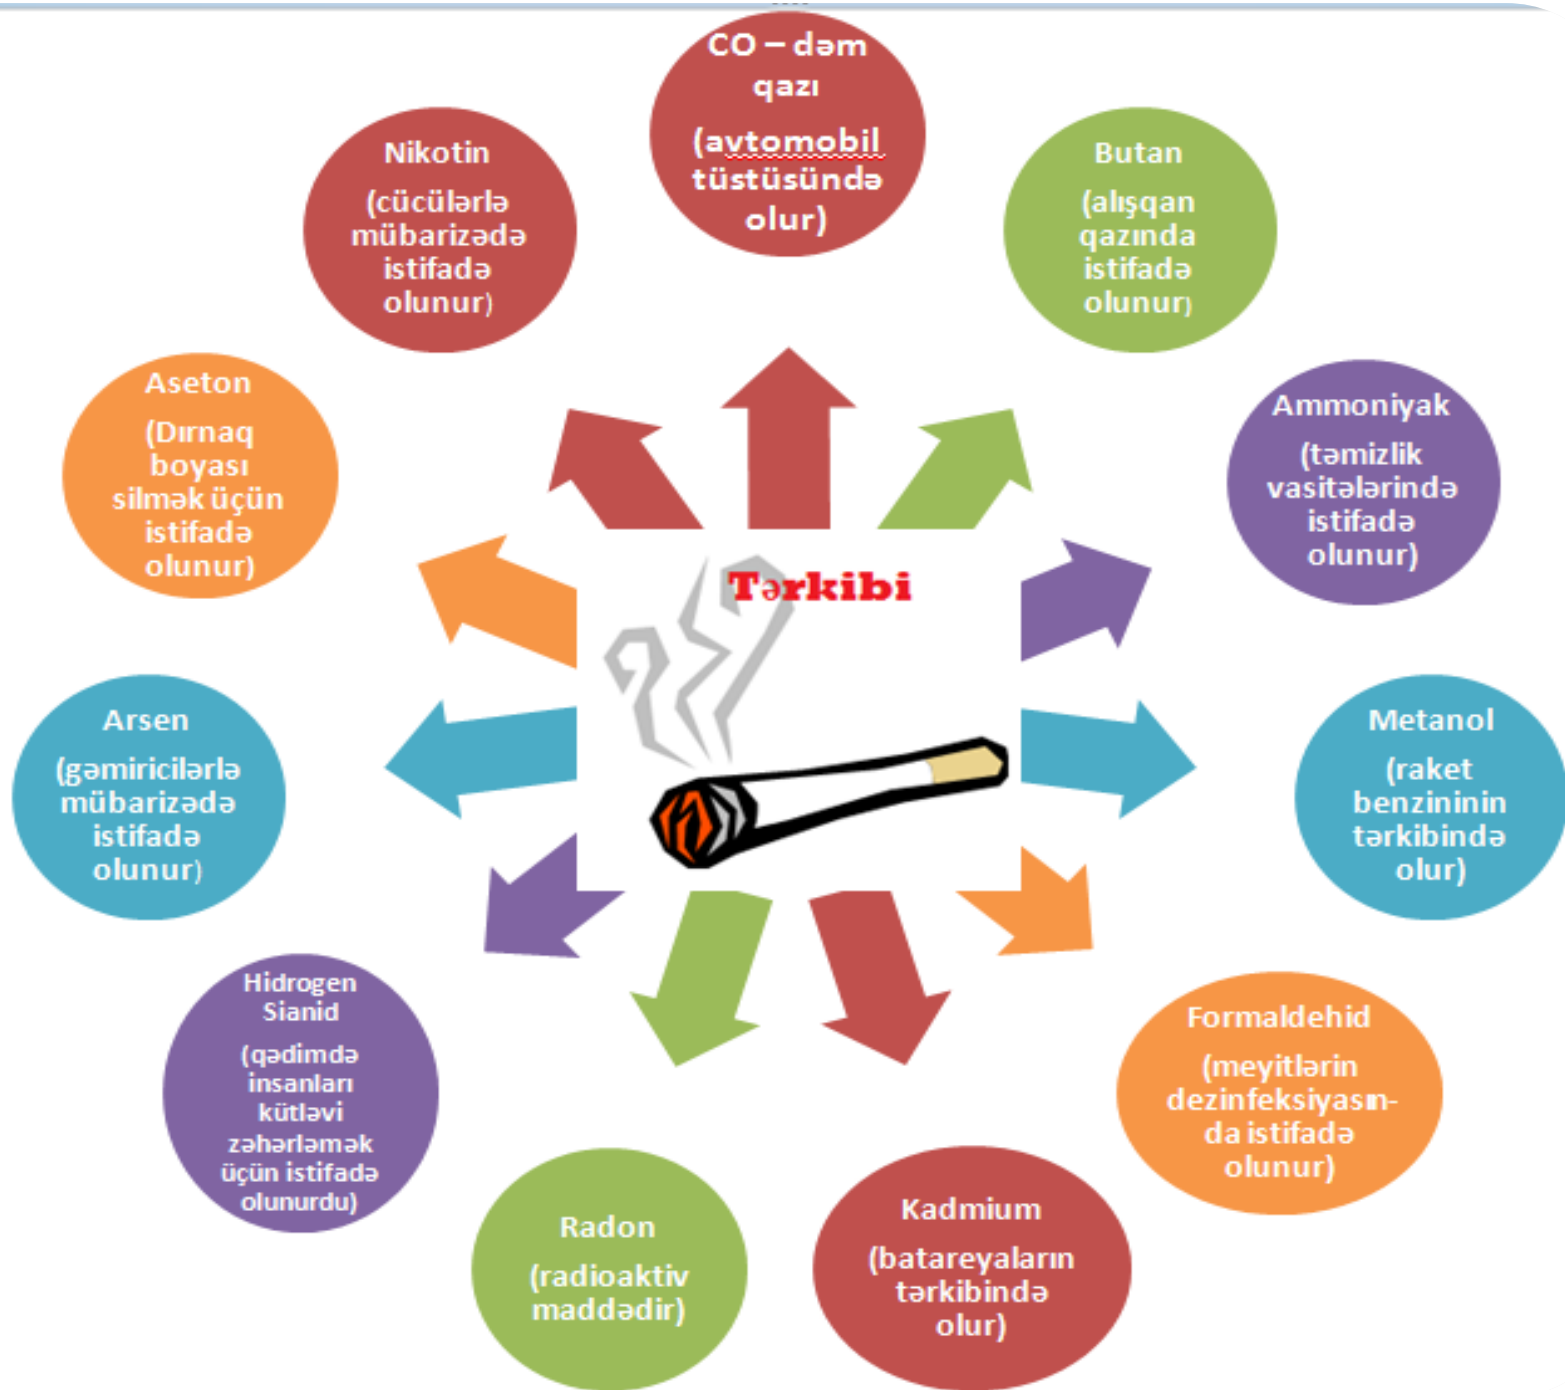 CO – dəm
qazı
(avtomobil
tüstüsündə
olur)
Butan
(alışqan
qazında
istifadə
olunur)
Ammoniyak
(təmizlik
vasitələrində
istifadə
olunur)
Metanol
(raket
benzininin
tərkibində
olur)
Formaldehid
(meyitlərin
dezinfeksiyasın-
da istifadə
olunur)
Kadmium
(batareyaların
tərkibində
olur)
Radon
(radioaktiv
maddədir)
Hidrogen
Sianid
(qədimdə
insanları
kütləvi
zəhərləmək
üçün istifadə
olunurdu)
Arsen
(gəmiricilərlə
mübarizədə
istifadə
olunur)
Aseton
(Dırnaq
boyası
silmək üçün
istifadə
olunur)
Nikotin
(cücülərlə
mübarizədə
istifadə
olunur)
Tərkibi